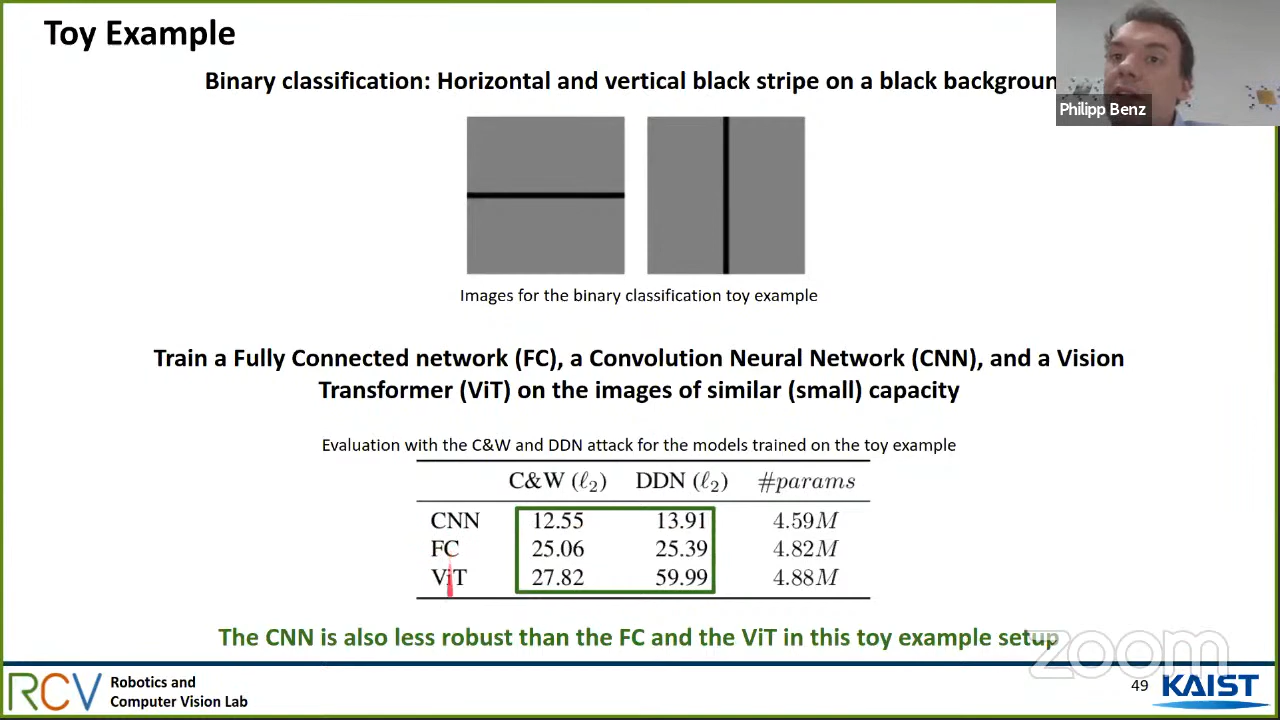 Toy Example
Binary classification: Horizontal and vertical black stripe on a black
Philipp Benz
Images for the binary classification toy example
Train a Fully Connected network (FC), a Convolution Neural Network (CNN), and a Vision
Transformer (ViT) on the images of similar (small) capacity
Evaluation with the C&W and DDN attack for the models trained on the toy example
C&W (ℓ₂) DDN (ℓ₂) #params
CNN 12.55 13.91 4.59M
FC 25.06 25.39 4.82M
ViT 27.82 59.99 4.88M
The CNN is also less robust than the FC and the ViT in this toy example setup
zoom
RCV Robotics and
Computer Vision Lab
49 KAIST